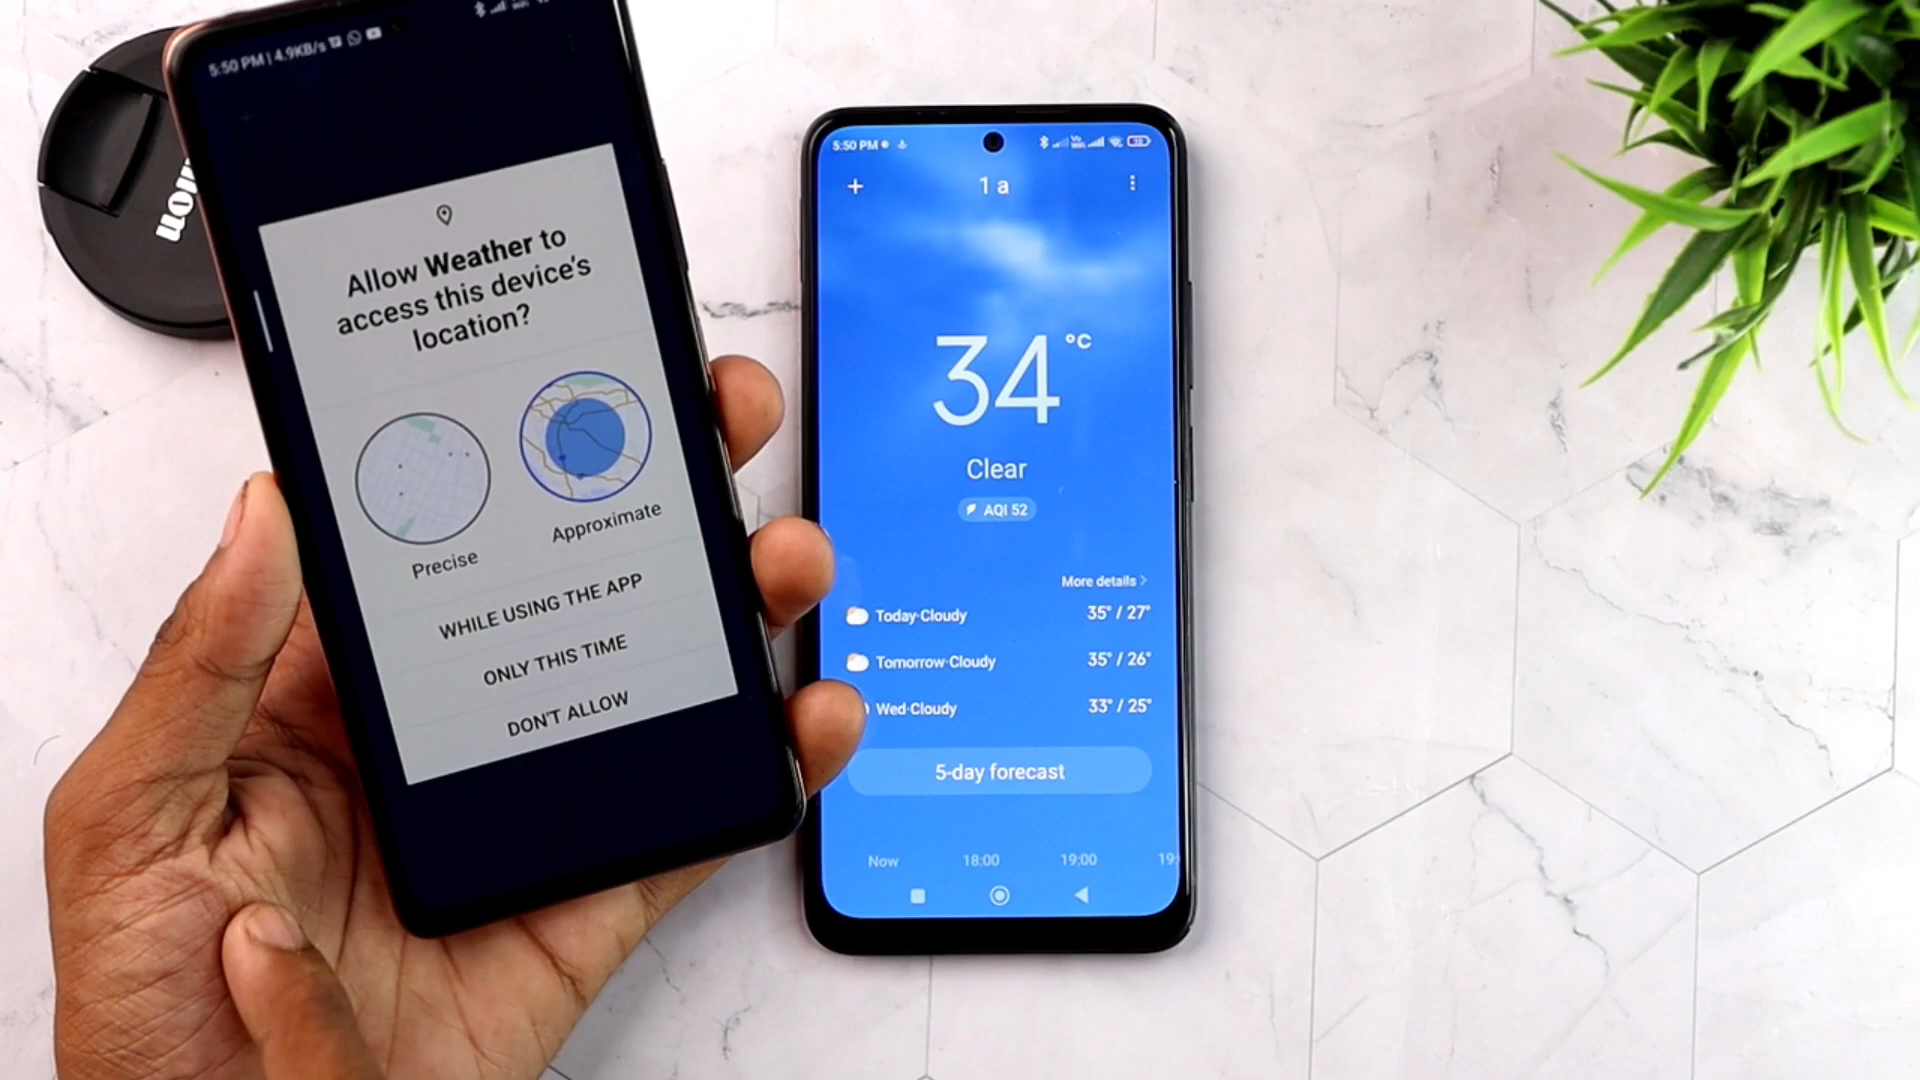 5:50 PM | 4.9KB/s
Allow Weather to
access this device's
location?
Precise
Approximate
WHILE USING THE APP
ONLY THIS TIME
DON'T ALLOW
5:50 PM
1 a
34 °C
Clear
AQI 52
More details >
Today·Cloudy 35° / 27°
Tomorrow·Cloudy 35° / 26°
Wed·Cloudy 33° / 25°
5-day forecast
Now 18:00 19:00 19: